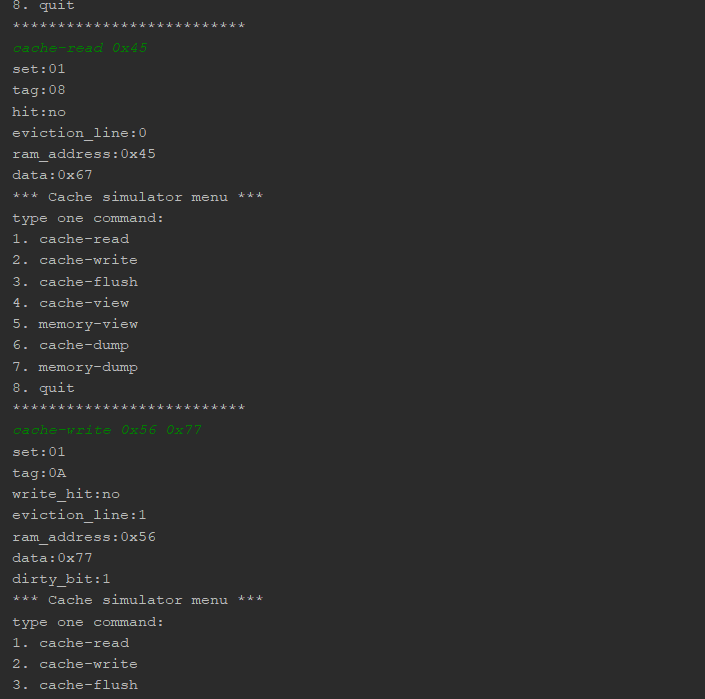 8. quit
**************************
cache-read 0x45
set:01
tag:08
hit:no
eviction_line:0
ram_address:0x45
data:0x67
*** Cache simulator menu ***
type one command:
1. cache-read
2. cache-write
3. cache-flush
4. cache-view
5. memory-view
6. cache-dump
7. memory-dump
8. quit
**************************
cache-write 0x56 0x77
set:01
tag:0A
write_hit:no
eviction_line:1
ram_address:0x56
data:0x77
dirty_bit:1
*** Cache simulator menu ***
type one command:
1. cache-read
2. cache-write
3. cache-flush